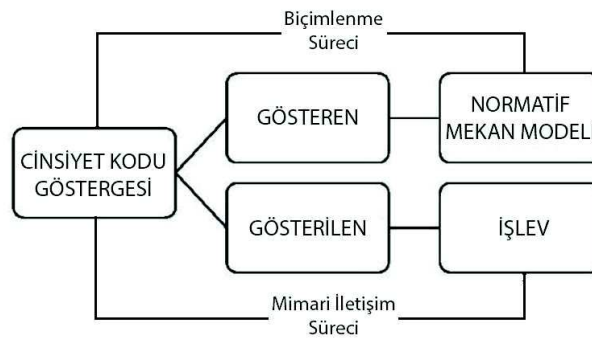 Biçimlenme
Süreci
GÖSTEREN
NORMATİF
MEKAN MODELİ
CİNSİYET KODU
GÖSTERGESİ
GÖSTERİLEN
İŞLEV
Mimari İletişim
Süreci